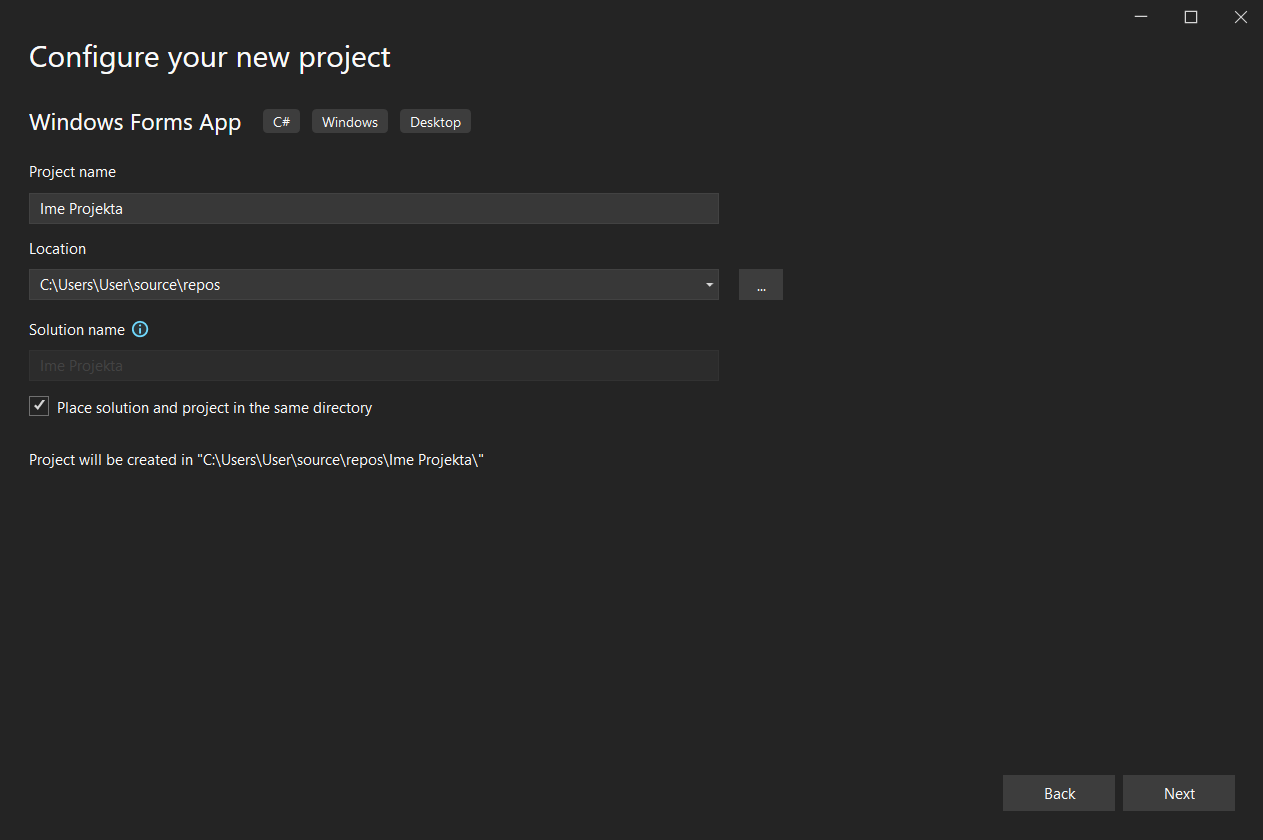 Configure your new project
Windows Forms App C# Windows Desktop
Project name
Ime Projekta
Location
C:\Users\User\source\repos
...
Solution name
Ime Projekta
Place solution and project in the same directory
Project will be created in "C:\Users\User\source\repos\Ime Projekta\"
Back Next